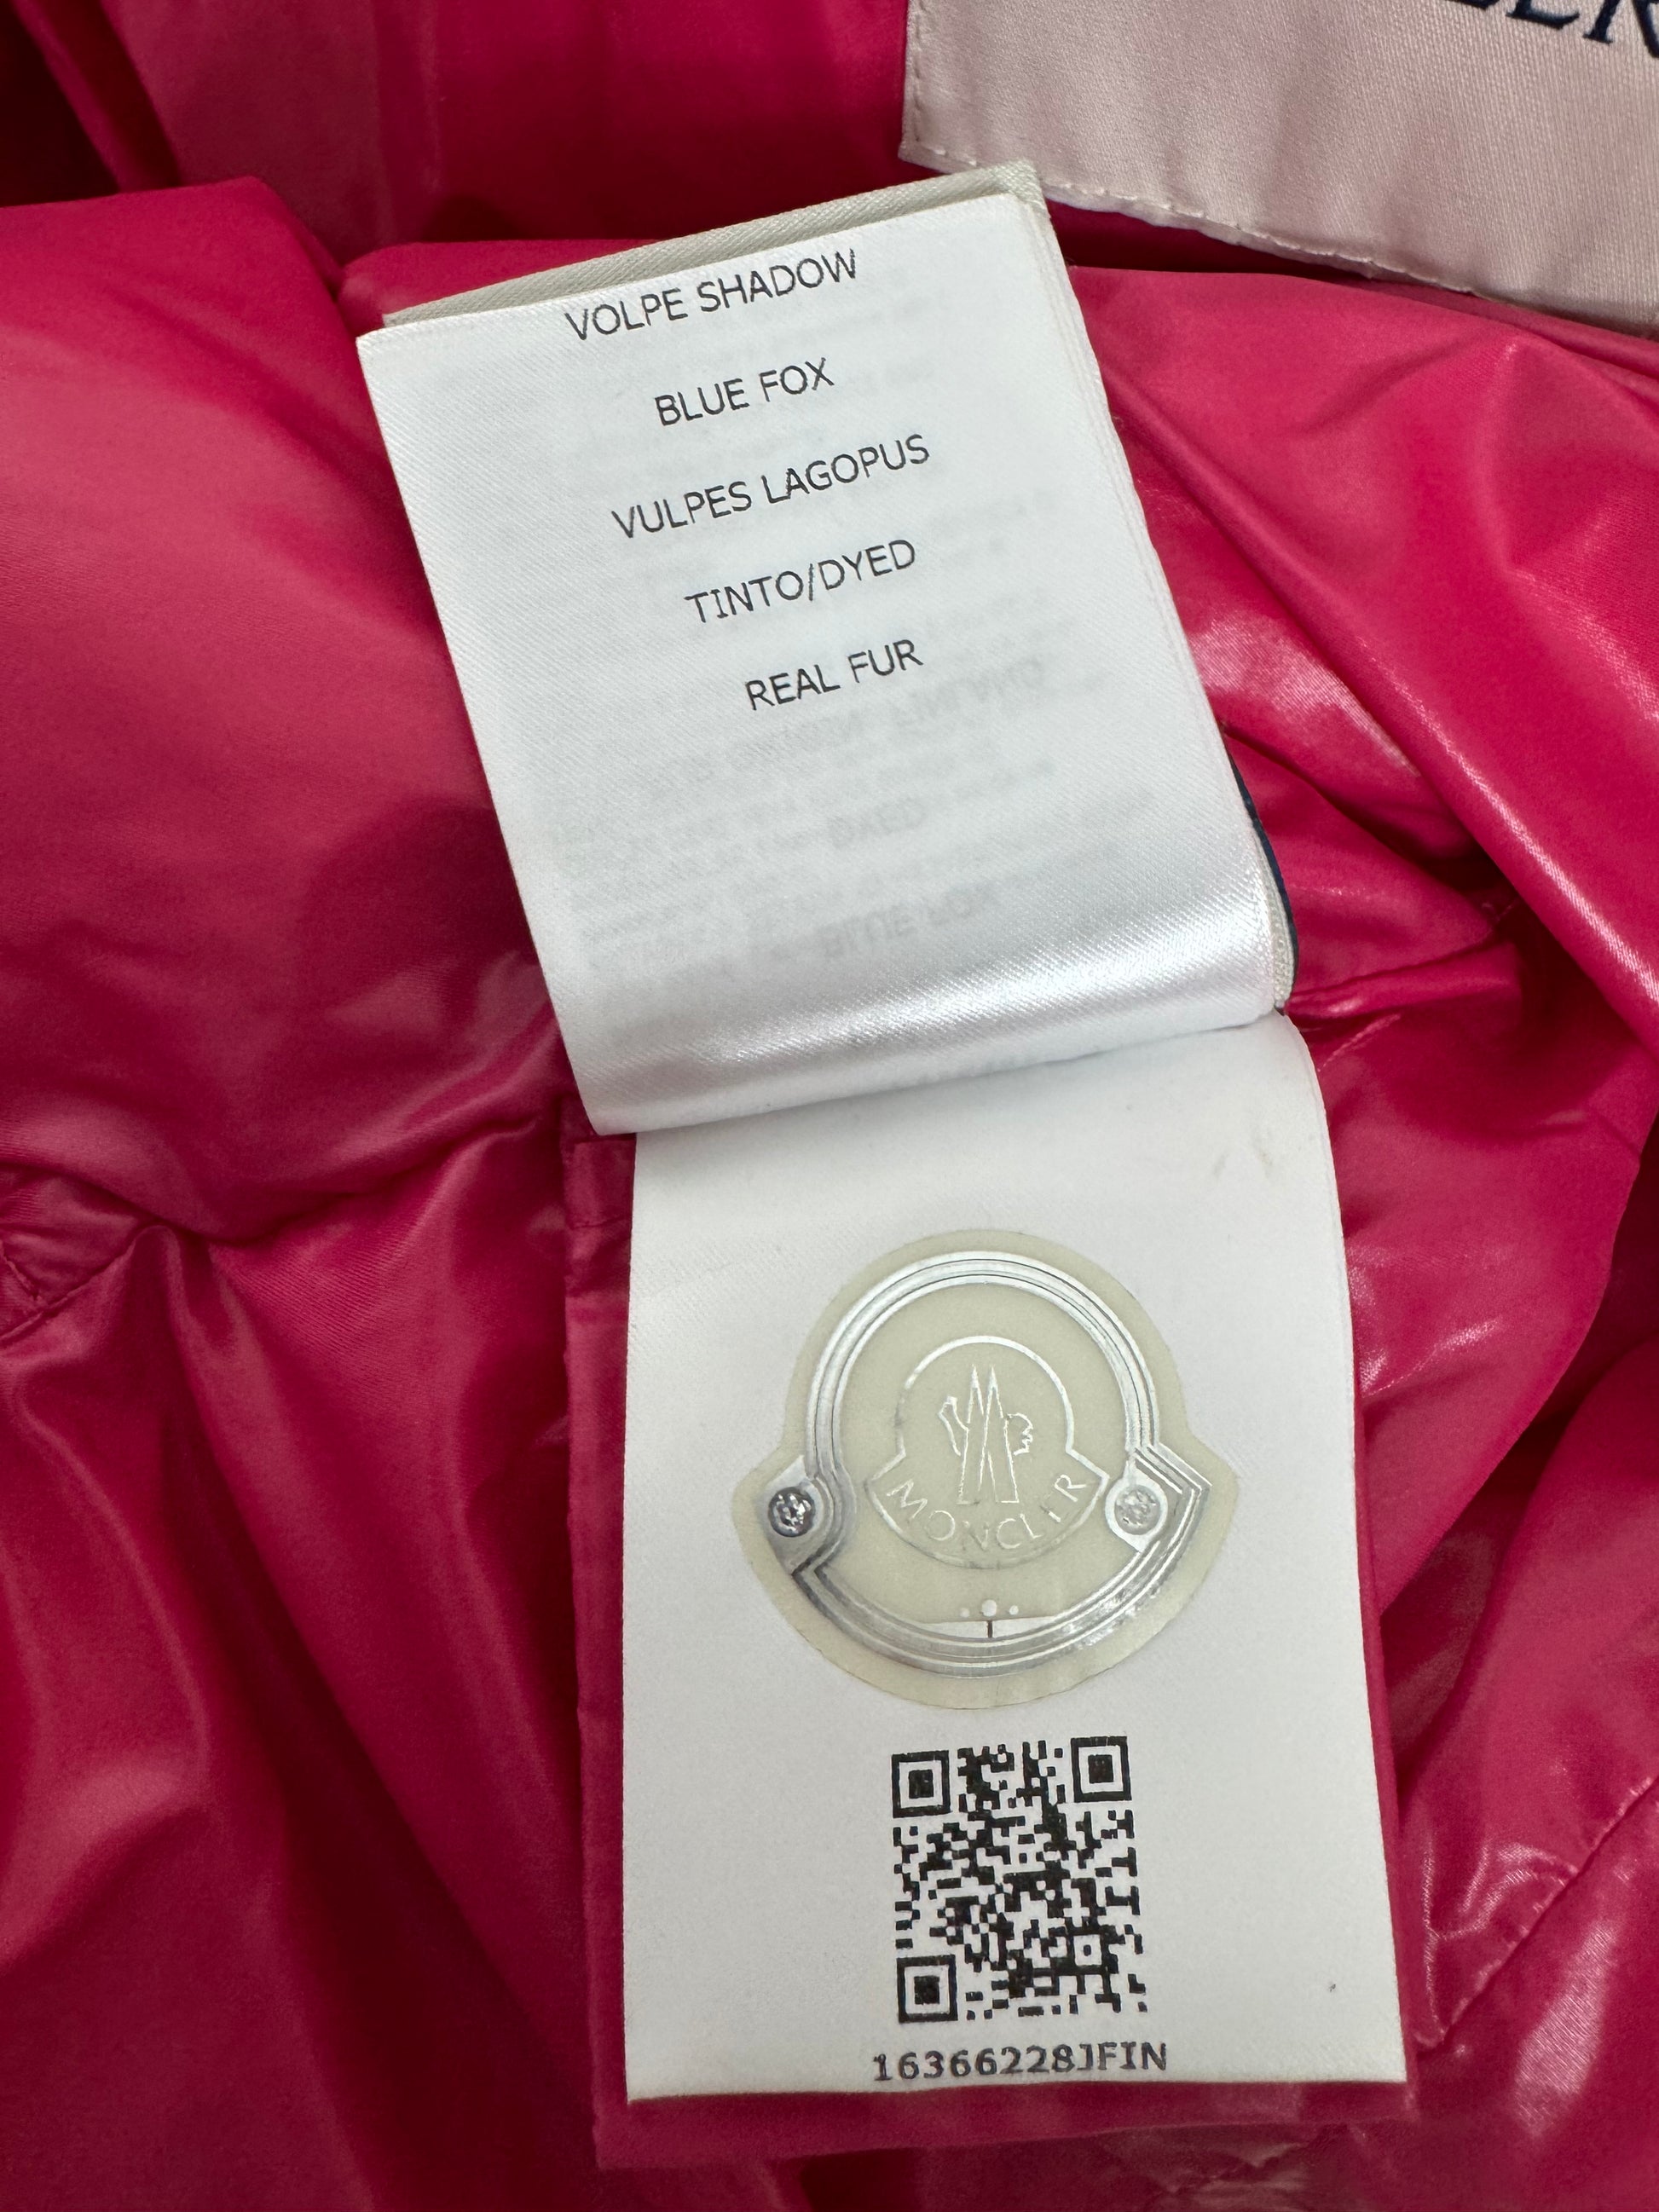 VOLPE SHADOW
BLUE FOX
VULPES LAGOPUS
TINTO/DYED
REAL FUR
MONCLER
16366228JFIN